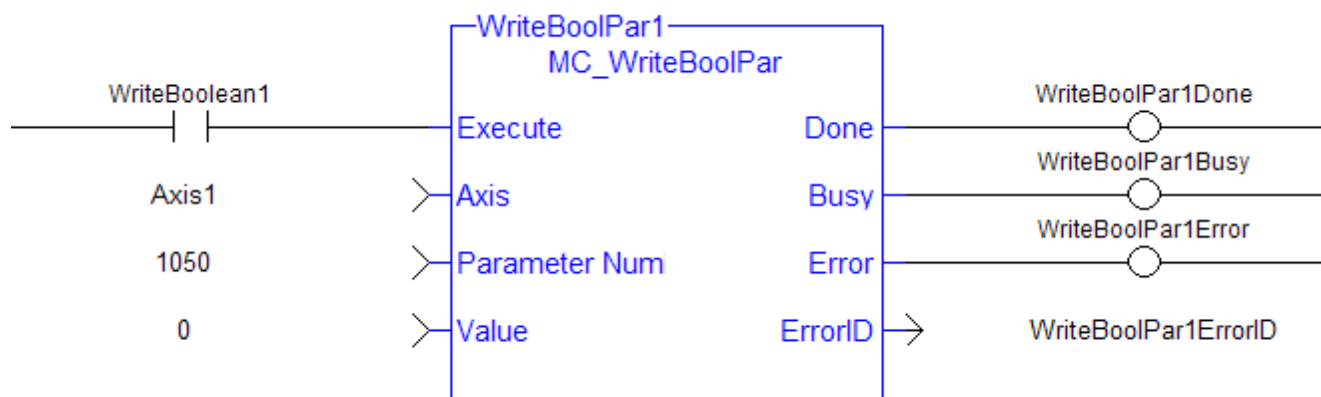 WriteBoolPar1
MC_WriteBoolPar
WriteBoolean1
Execute
Done
WriteBoolPar1Done
Axis1
Axis
Busy
WriteBoolPar1Busy
1050
Parameter Num
Error
WriteBoolPar1Error
0
Value
ErrorID
WriteBoolPar1ErrorID